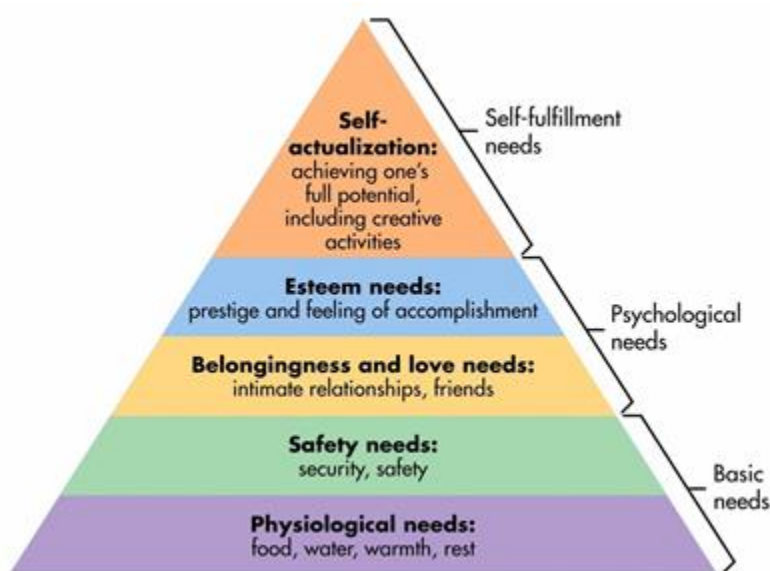 Self-
actualization:
achieving one's
full potential,
including creative
activities
Self-fulfillment
needs
Esteem needs:
prestige and feeling of accomplishment
Psychological
needs
Belongingness and love needs:
intimate relationships, friends
Safety needs:
security, safety
Basic
needs
Physiological needs:
food, water, warmth, rest